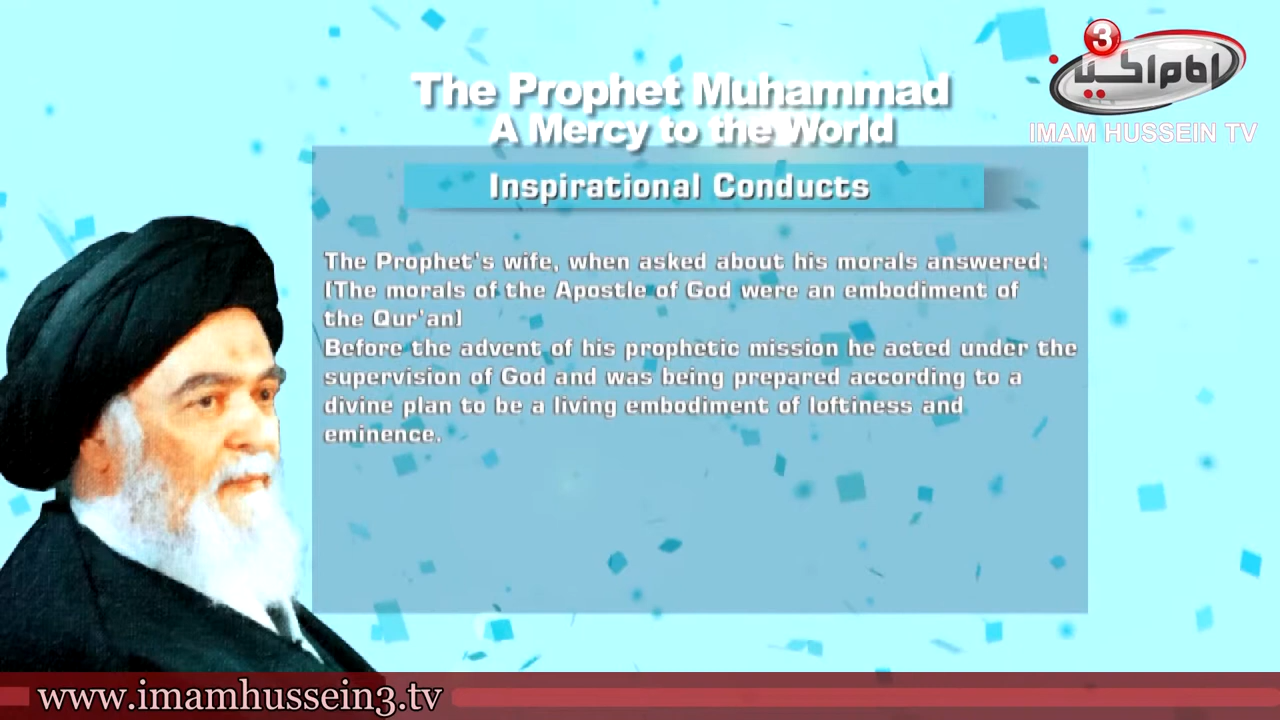 The Prophet Muhammad
A Mercy to the World
Inspirational Conducts
The Prophet's wife, when asked about his morals answered:
(The morals of the Apostle of God were an embodiment of
the Qur'an)
Before the advent of his prophetic mission he acted under the
supervision of God and was being prepared according to a
divine plan to be a living embodiment of loftiness and
eminence.
3
IMAM HUSSEIN TV
www.imamhussein3.tv